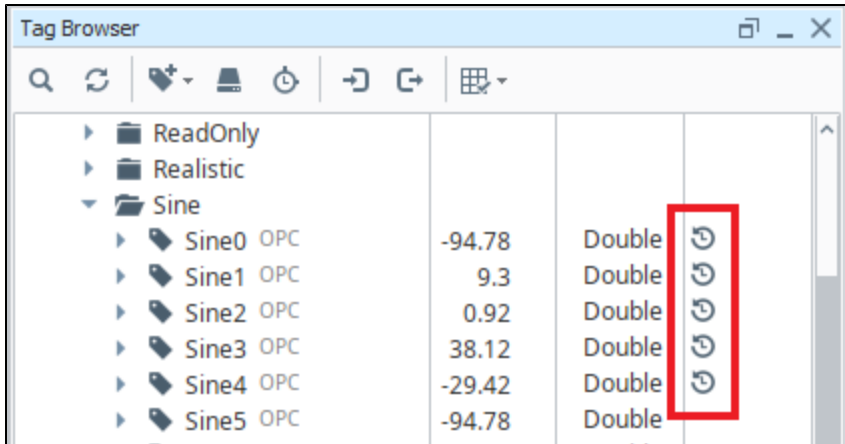 Tag Browser
ReadOnly
Realistic
Sine
Sine0 OPC -94.78 Double
Sine1 OPC 9.3 Double
Sine2 OPC 0.92 Double
Sine3 OPC 38.12 Double
Sine4 OPC -29.42 Double
Sine5 OPC -94.78 Double